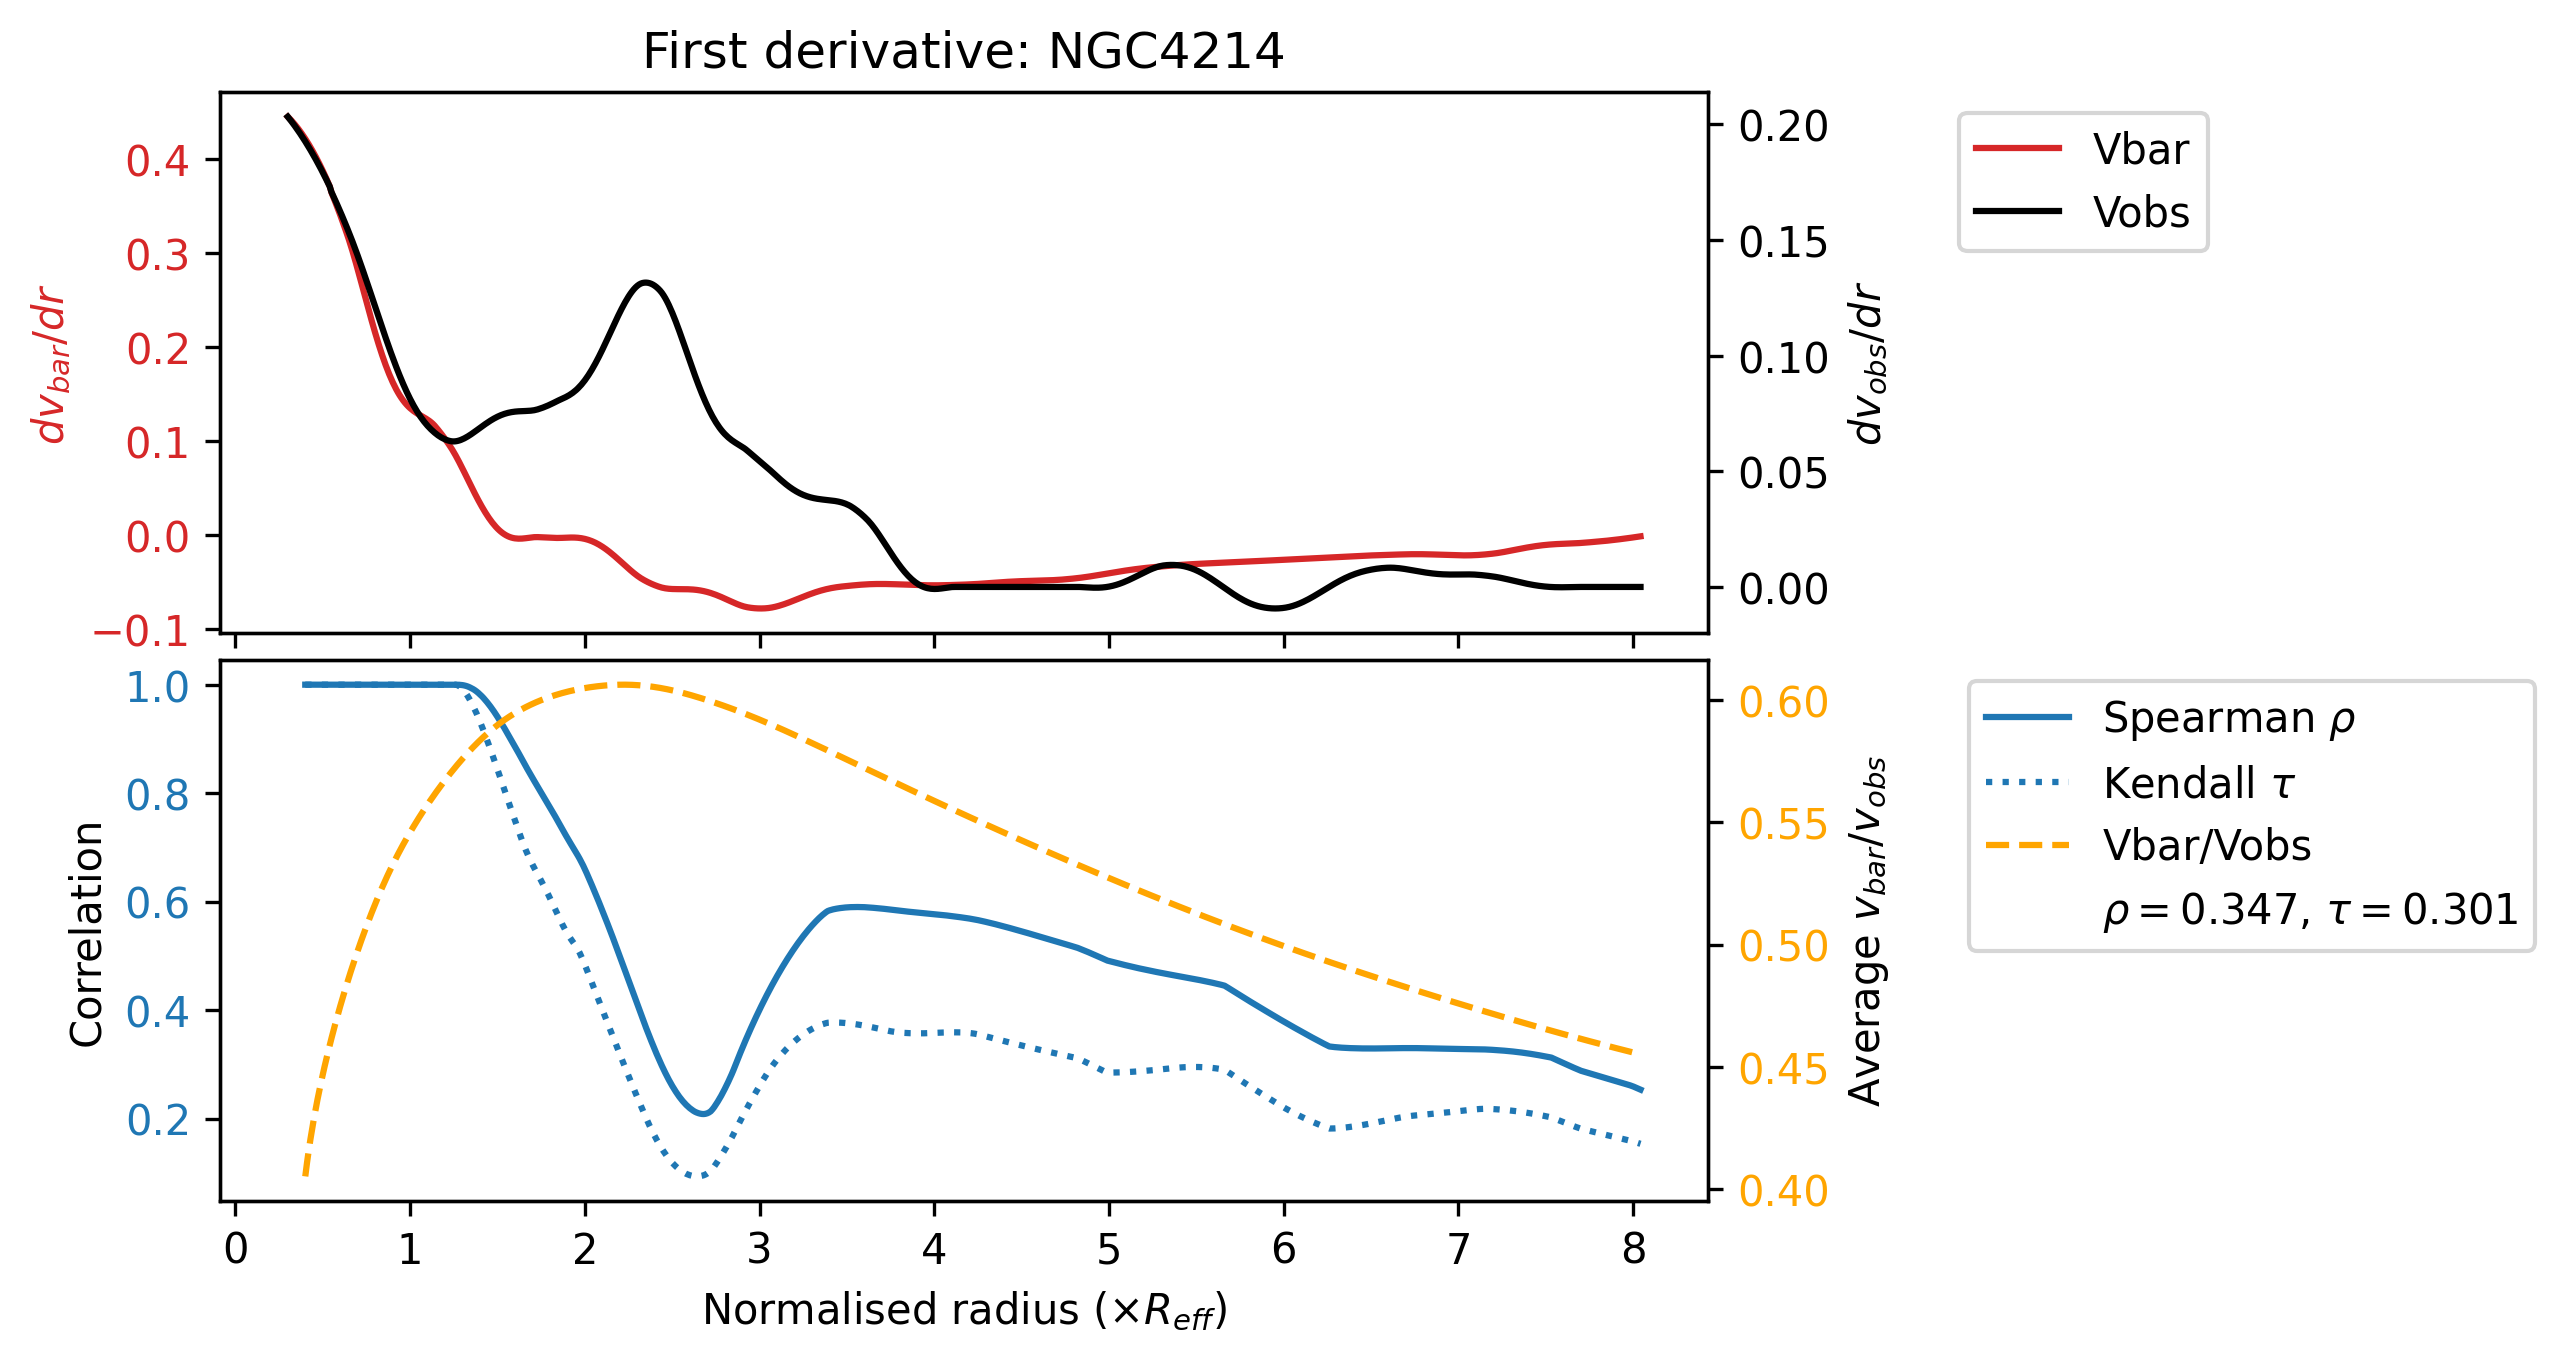 First derivative: NGC4214
0.4
0.3
0.2
0.1
0.0
−0.1
dv_bar/dr
0.20
0.15
0.10
0.05
0.00
dv_obs/dr
Vbar
Vobs
1.0
0.8
0.6
0.4
0.2
Correlation
0.60
0.55
0.50
0.45
0.40
Average v_bar/v_obs
Spearman ρ
Kendall τ
Vbar/Vobs
ρ = 0.347, τ = 0.301
0 1 2 3 4 5 6 7 8
Normalised radius (×R_eff)